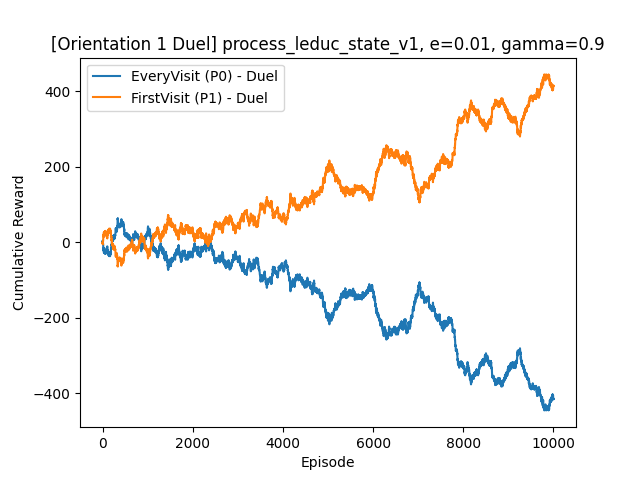 [Orientation 1 Duel] process_leduc_state_v1, e=0.01, gamma=0.9
EveryVisit (P0) - Duel
FirstVisit (P1) - Duel
400
200
0
−200
−400
Cumulative Reward
0 2000 4000 6000 8000 10000
Episode